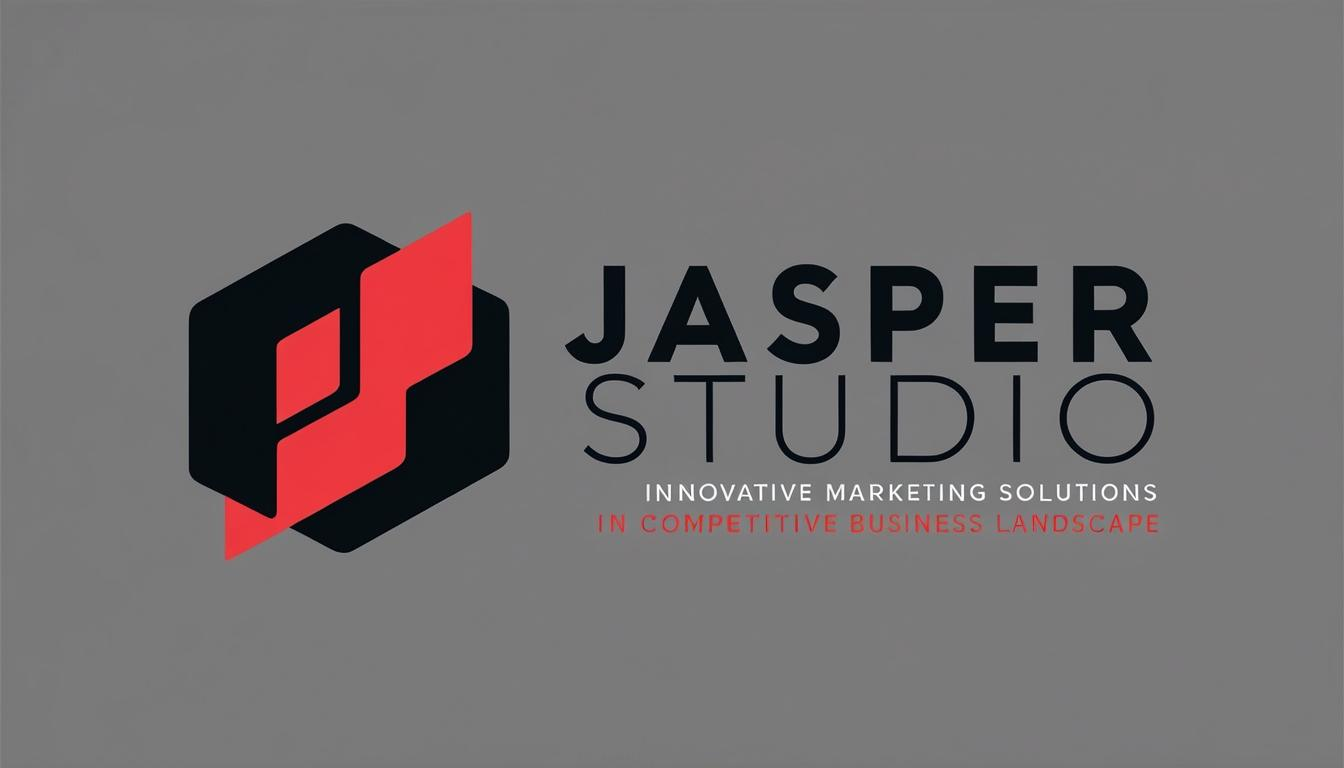 JASPER
STUDIO
INNOVATIVE MARKETING SOLUTIONS
IN COMPETITIVE BUSINESS LANDSCAPE